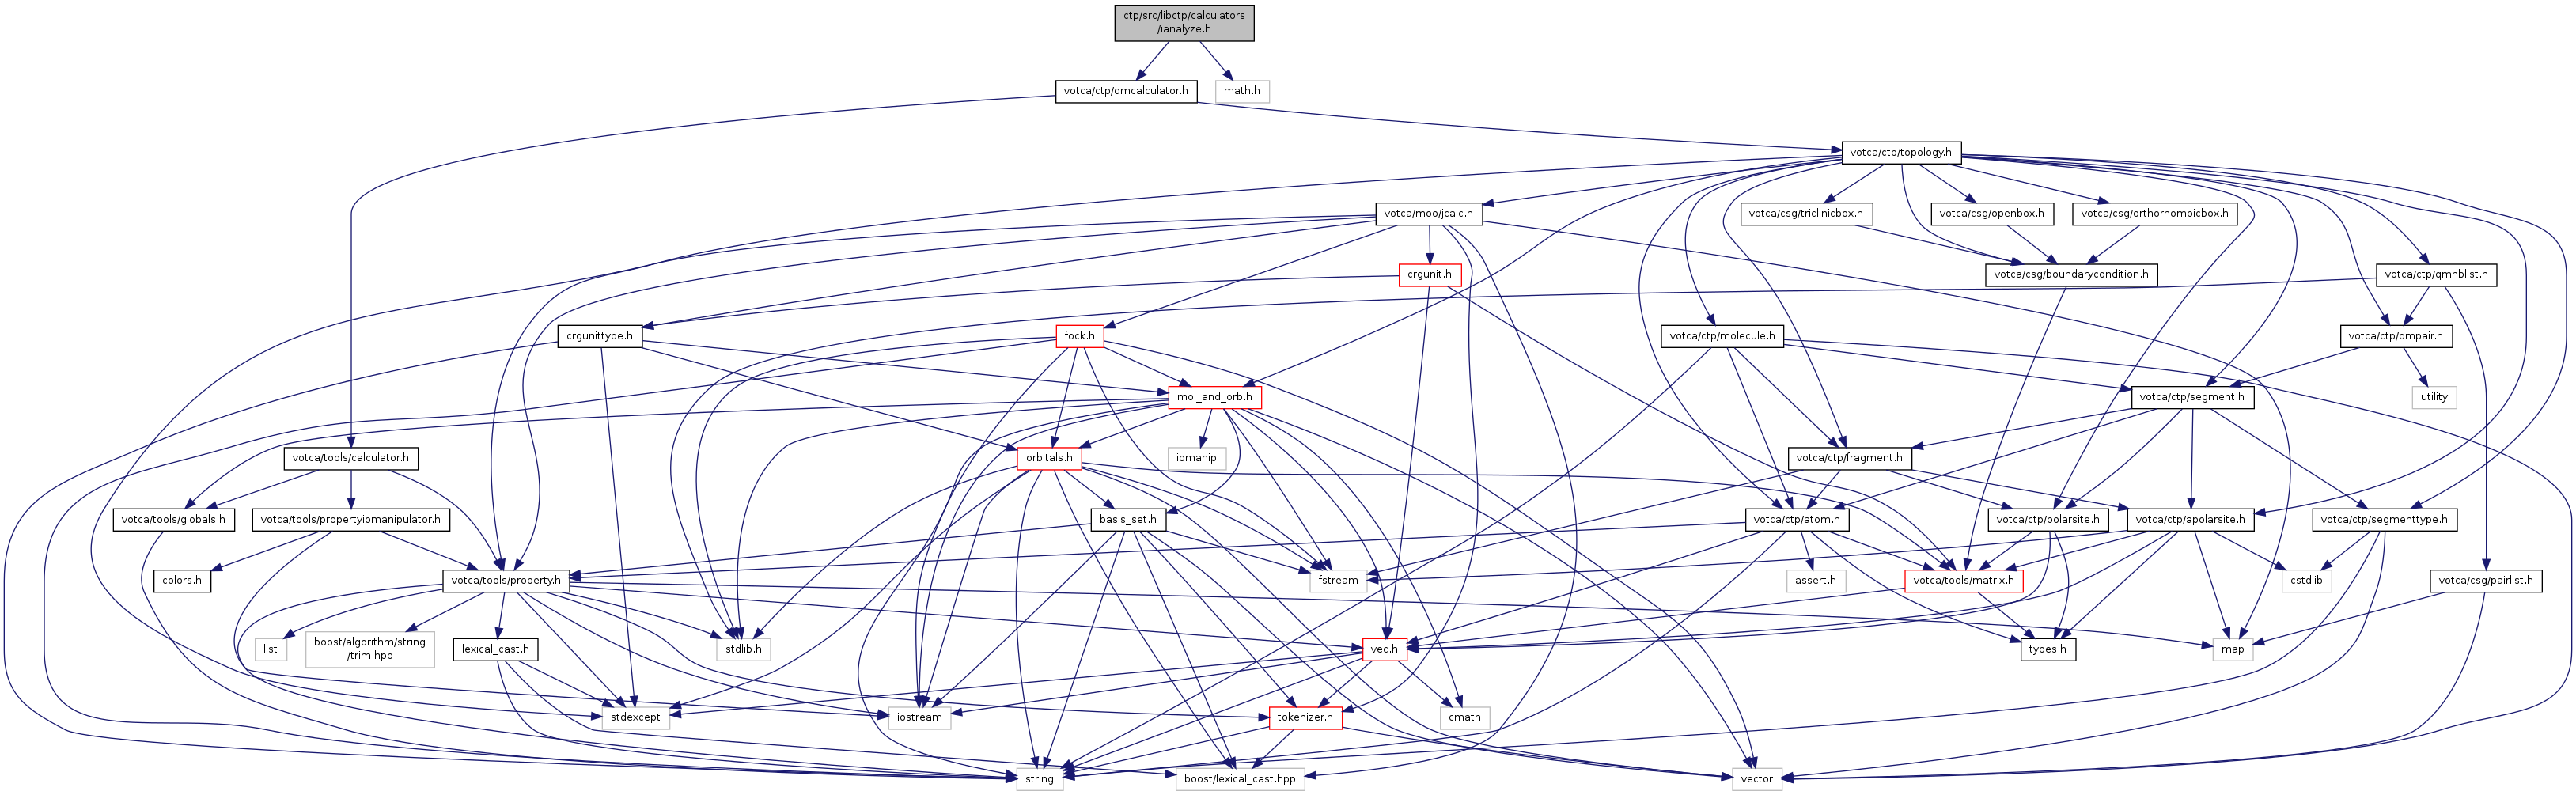 ctp/src/libctp/calculators
/ianalyze.h
votca/ctp/qmcalculator.h
math.h
votca/ctp/topology.h
votca/moo/jcalc.h
votca/csg/triclinicbox.h
votca/csg/openbox.h
votca/csg/orthorhombicbox.h
crgunit.h
votca/csg/boundarycondition.h
votca/ctp/qmnblist.h
crgunittype.h
fock.h
votca/ctp/molecule.h
votca/ctp/qmpair.h
mol_and_orb.h
votca/ctp/segment.h
utility
votca/tools/calculator.h
orbitals.h
iomanip
votca/ctp/fragment.h
votca/tools/globals.h
votca/tools/propertyiomanipulator.h
basis_set.h
votca/ctp/atom.h
votca/ctp/polarsite.h
votca/ctp/apolarsite.h
votca/ctp/segmenttype.h
colors.h
votca/tools/property.h
fstream
assert.h
votca/tools/matrix.h
cstdlib
votca/csg/pairlist.h
list
boost/algorithm/string
/trim.hpp
lexical_cast.h
stdlib.h
vec.h
types.h
map
stdexcept
iostream
tokenizer.h
cmath
string
boost/lexical_cast.hpp
vector